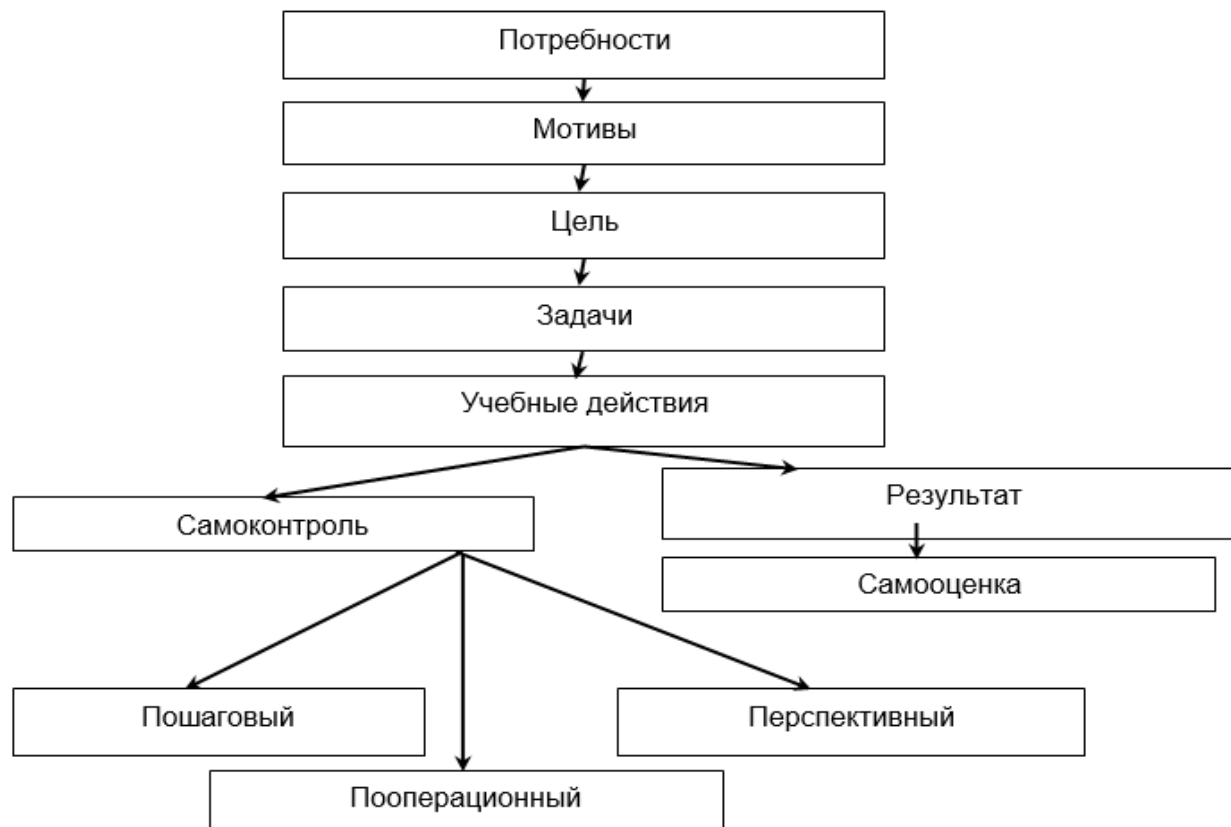 Потребности
Мотивы
Цель
Задачи
Учебные действия
Результат
Самоконтроль
Самооценка
Пошаговый
Перспективный
Пооперационный